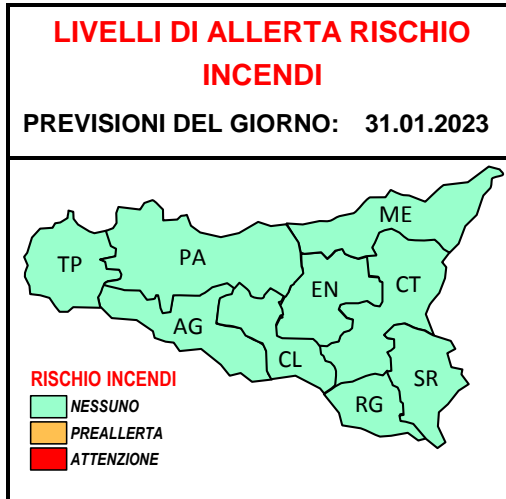 LIVELLI DI ALLERTA RISCHIO
INCENDI
PREVISIONI DEL GIORNO: 31.01.2023
ME
TP
PA
EN
CT
AG
CL
SR
RG
RISCHIO INCENDI
NESSUNO
PREALLERTA
ATTENZIONE